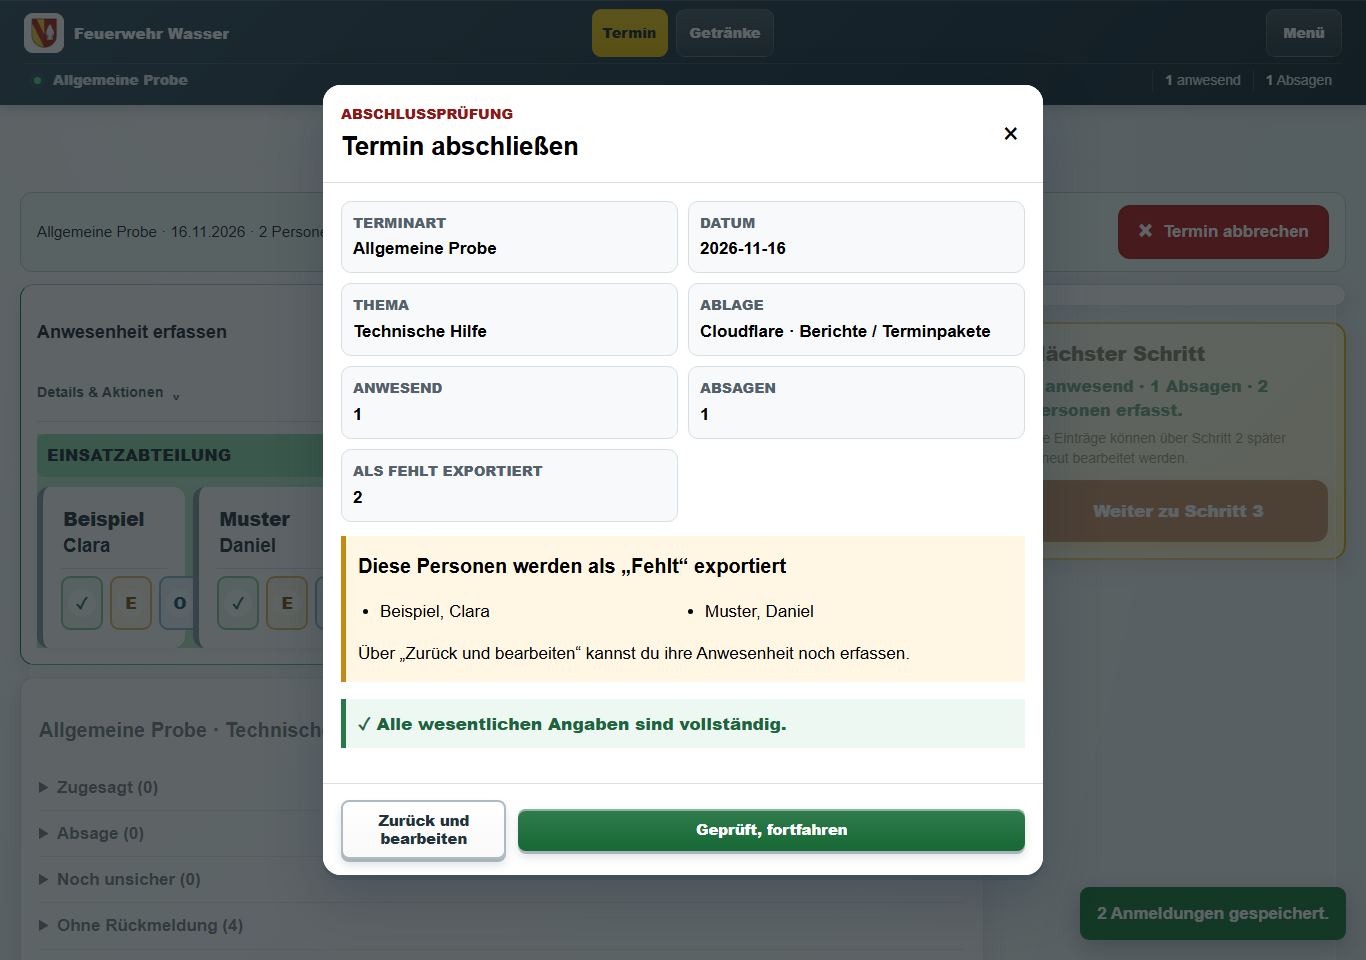 Feuerwehr Wasser
Termin
Getränke
Menü
Allgemeine Probe
1 anwesend
1 Absagen
ABSCHLUSSPRÜFUNG
Termin abschließen
×
Allgemeine Probe · 16.11.2026 · 2
✖ Termin abbrechen
TERMINART
Allgemeine Probe
DATUM
2026-11-16
THEMA
Technische Hilfe
ABLAGE
Cloudflare · Berichte / Terminpakete
ANWESEND
1
ABSAGEN
1
ALS FEHLT EXPORTIERT
2
Anwesenheit erfassen
Details & Aktionen
EINSATZABTEILUNG
Beispiel
Clara
✓ E O
Muster
Daniel
✓ E
Schritt
anwesend · 1 Absagen · 2
erfasst.
Einträge können über Schritt 2 später
bearbeitet werden.
Weiter zu Schritt 3
Diese Personen werden als „Fehlt“ exportiert
• Beispiel, Clara
• Muster, Daniel
Über „Zurück und bearbeiten“ kannst du ihre Anwesenheit noch erfassen.
✓ Alle wesentlichen Angaben sind vollständig.
Zurück und
bearbeiten
Geprüft, fortfahren
Allgemeine Probe ·
Zugesagt (0)
Absage (0)
Noch unsicher (0)
Ohne Rückmeldung (4)
2 Anmeldungen gespeichert.